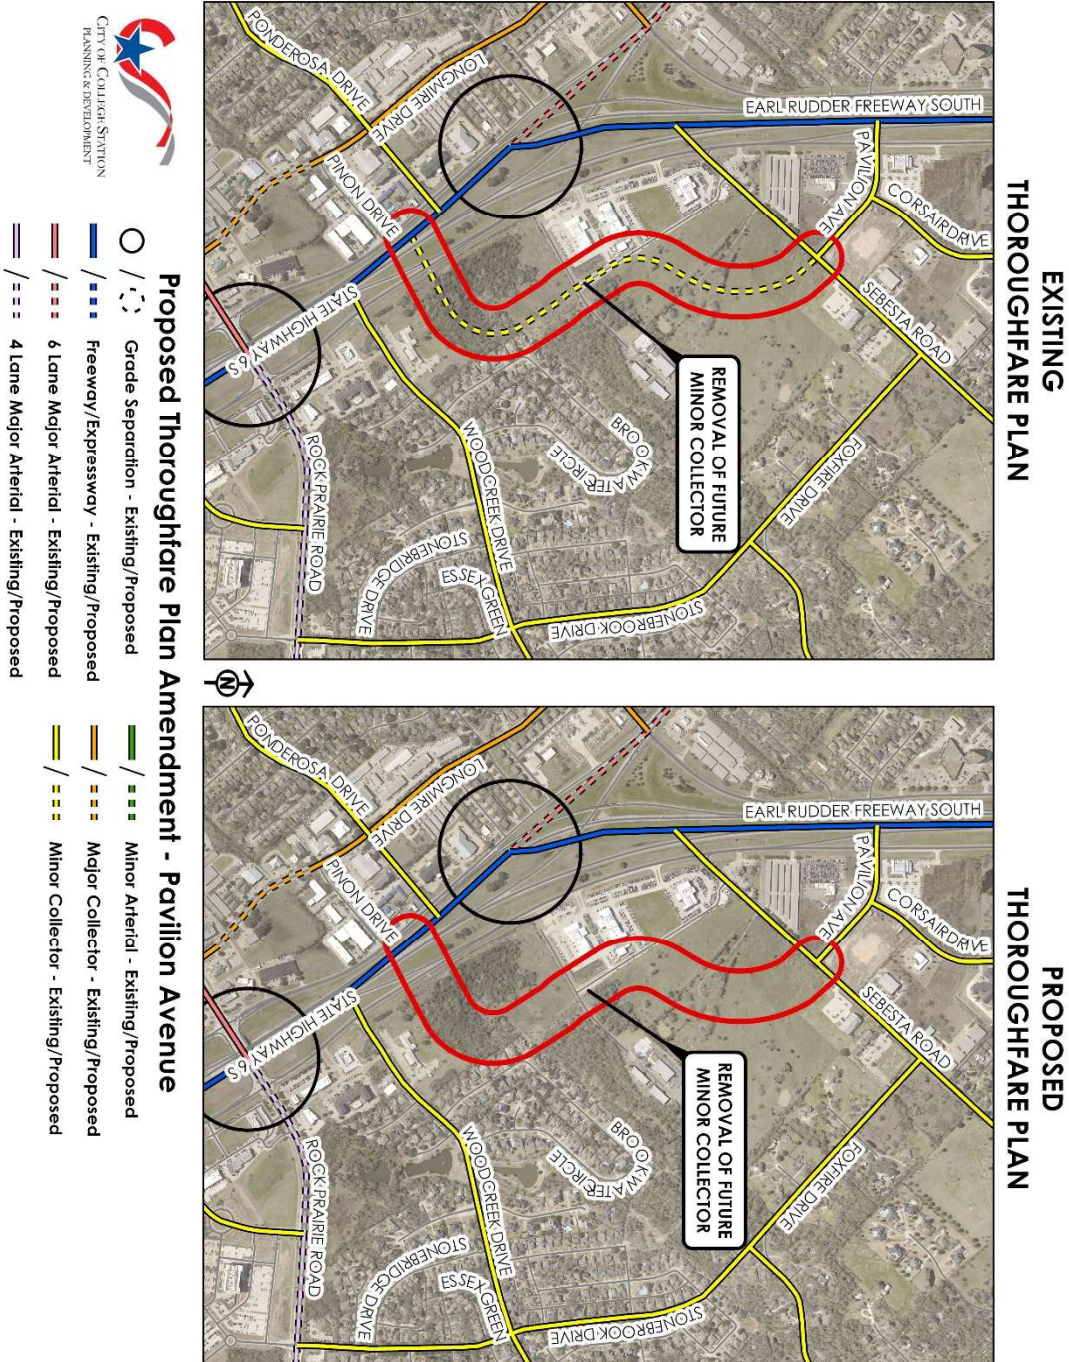 EXISTING
THOROUGHFARE PLAN
EARL RUDDER FREEWAY SOUTH
PAVILION AVE
CORSAIR DRIVE
SEBESTA ROAD
PONDEROSA DRIVE
LONGMIRE DRIVE
PINON DRIVE
STATE HIGHWAY 6 S
REMOVAL OF FUTURE
MINOR COLLECTOR
FOXFIRE DRIVE
BROOKWATER CIRCLE
WOODCREEK DRIVE
STONEBRIDGE DRIVE
ESSEX GREEN
STONEBROOK DRIVE
ROCK PRAIRIE ROAD
PROPOSED
THOROUGHFARE PLAN
EARL RUDDER FREEWAY SOUTH
PAVILION AVE
CORSAIR DRIVE
SEBESTA ROAD
PONDEROSA DRIVE
LONGMIRE DRIVE
PINON DRIVE
STATE HIGHWAY 6 S
REMOVAL OF FUTURE
MINOR COLLECTOR
FOXFIRE DRIVE
BROOKWATER CIRCLE
WOODCREEK DRIVE
STONEBRIDGE DRIVE
ESSEX GREEN
STONEBROOK DRIVE
ROCK PRAIRIE ROAD
N
CITY OF COLLEGE STATION
PLANNING & DEVELOPMENT
Proposed Thoroughfare Plan Amendment - Pavilion Avenue
/ Grade Separation - Existing/Proposed
/ Freeway/Expressway - Existing/Proposed
/ 6 Lane Major Arterial - Existing/Proposed
/ 4 Lane Major Arterial - Existing/Proposed
/ Minor Arterial - Existing/Proposed
/ Major Collector - Existing/Proposed
/ Minor Collector - Existing/Proposed